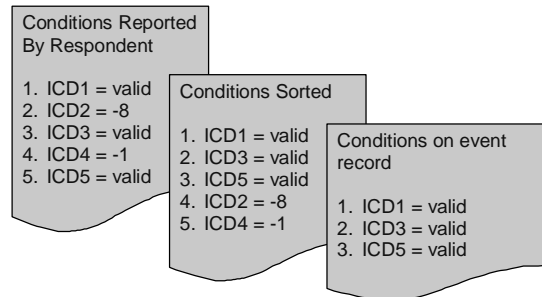 Conditions Reported
By Respondent
1. ICD1 = valid
2. ICD2 = -8
3. ICD3 = valid
4. ICD4 = -1
5. ICD5 = valid
Conditions Sorted
1. ICD1 = valid
2. ICD3 = valid
3. ICD5 = valid
4. ICD2 = -8
5. ICD4 = -1
Conditions on event
record
1. ICD1 = valid
2. ICD3 = valid
3. ICD5 = valid